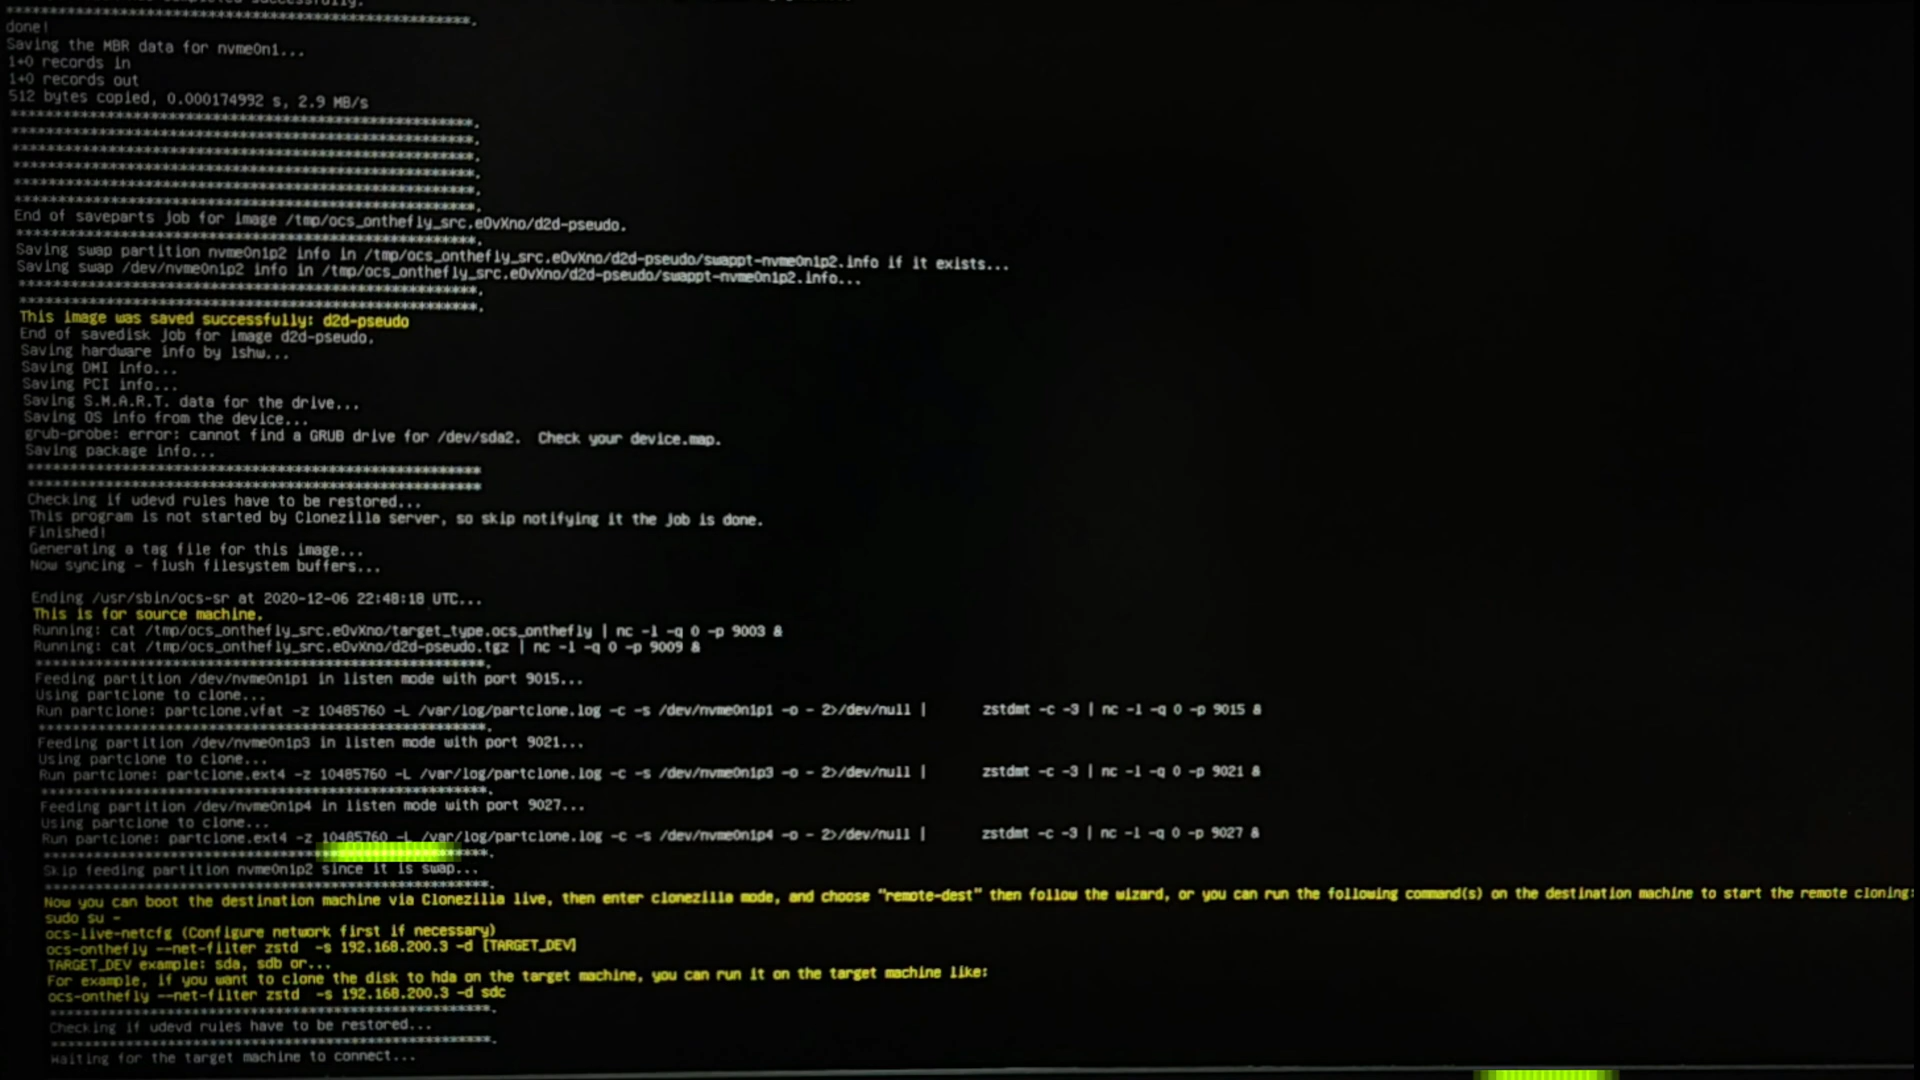 *************************************************.
done!
Saving the MBR data for nvme0n1...
1+0 records in
1+0 records out
512 bytes copied, 0.000174992 s, 2.9 MB/s
*************************************************.
*************************************************.
*************************************************.
*************************************************.
*************************************************.
*************************************************.
End of saveparts job for image /tmp/ocs_onthefly_src.e0vXno/d2d-pseudo.
*************************************************.
Saving swap partition nvme0n1p2 info in /tmp/ocs_onthefly_src.e0vXno/d2d-pseudo/swappt-nvme0n1p2.info if it exists...
Saving swap /dev/nvme0n1p2 info in /tmp/ocs_onthefly_src.e0vXno/d2d-pseudo/swappt-nvme0n1p2.info...
*************************************************.
*************************************************.
This image was saved successfully: d2d-pseudo
End of savedisk job for image d2d-pseudo.
Saving hardware info by lshw...
Saving DMI info...
Saving PCI info...
Saving S.M.A.R.T. data for the drive...
Saving OS info from the device...
grub-probe: error: cannot find a GRUB drive for /dev/sda2.  Check your device.map.
Saving package info...
*************************************************
*************************************************
Checking if udevd rules have to be restored...
This program is not started by Clonezilla server, so skip notifying it the job is done.
Finished!
Generating a tag file for this image...
Now syncing - flush filesystem buffers...
Ending /usr/sbin/ocs-sr at 2020-12-06 22:48:18 UTC...
This is for source machine.
Running: cat /tmp/ocs_onthefly_src.e0vXno/target_type.ocs_onthefly | nc -l -q 0 -p 9003 &
Running: cat /tmp/ocs_onthefly_src.e0vXno/d2d-pseudo.tgz | nc -l -q 0 -p 9009 &
*************************************************.
Feeding partition /dev/nvme0n1p1 in listen mode with port 9015...
Using partclone to clone...
Run partclone: partclone.vfat -z 10485760 -L /var/log/partclone.log -c -s /dev/nvme0n1p1 -o - 2>/dev/null |      zstdmt -c -3 | nc -l -q 0 -p 9015 &
*************************************************.
Feeding partition /dev/nvme0n1p3 in listen mode with port 9021...
Using partclone to clone...
Run partclone: partclone.ext4 -z 10485760 -L /var/log/partclone.log -c -s /dev/nvme0n1p3 -o - 2>/dev/null |      zstdmt -c -3 | nc -l -q 0 -p 9021 &
*************************************************.
Feeding partition /dev/nvme0n1p4 in listen mode with port 9027...
Using partclone to clone...
Run partclone: partclone.ext4 -z 10485760 -L /var/log/partclone.log -c -s /dev/nvme0n1p4 -o - 2>/dev/null |      zstdmt -c -3 | nc -l -q 0 -p 9027 &
*************************************************.
Skip feeding partition nvme0n1p2 since it is swap...
*************************************************.
Now you can boot the destination machine via Clonezilla live, then enter clonezilla mode, and choose "remote-dest" then follow the wizard, or you can run the following command(s) on the destination machine to start the remote cloning:
sudo su -
ocs-live-netcfg (Configure network first if necessary)
ocs-onthefly --net-filter zstd  -s 192.168.200.3 -d [TARGET_DEV]
TARGET_DEV example: sda, sdb or...
For example, if you want to clone the disk to hda on the target machine, you can run it on the target machine like:
ocs-onthefly --net-filter zstd  -s 192.168.200.3 -d sdc
*************************************************.
Checking if udevd rules have to be restored...
*************************************************.
Waiting for the target machine to connect...